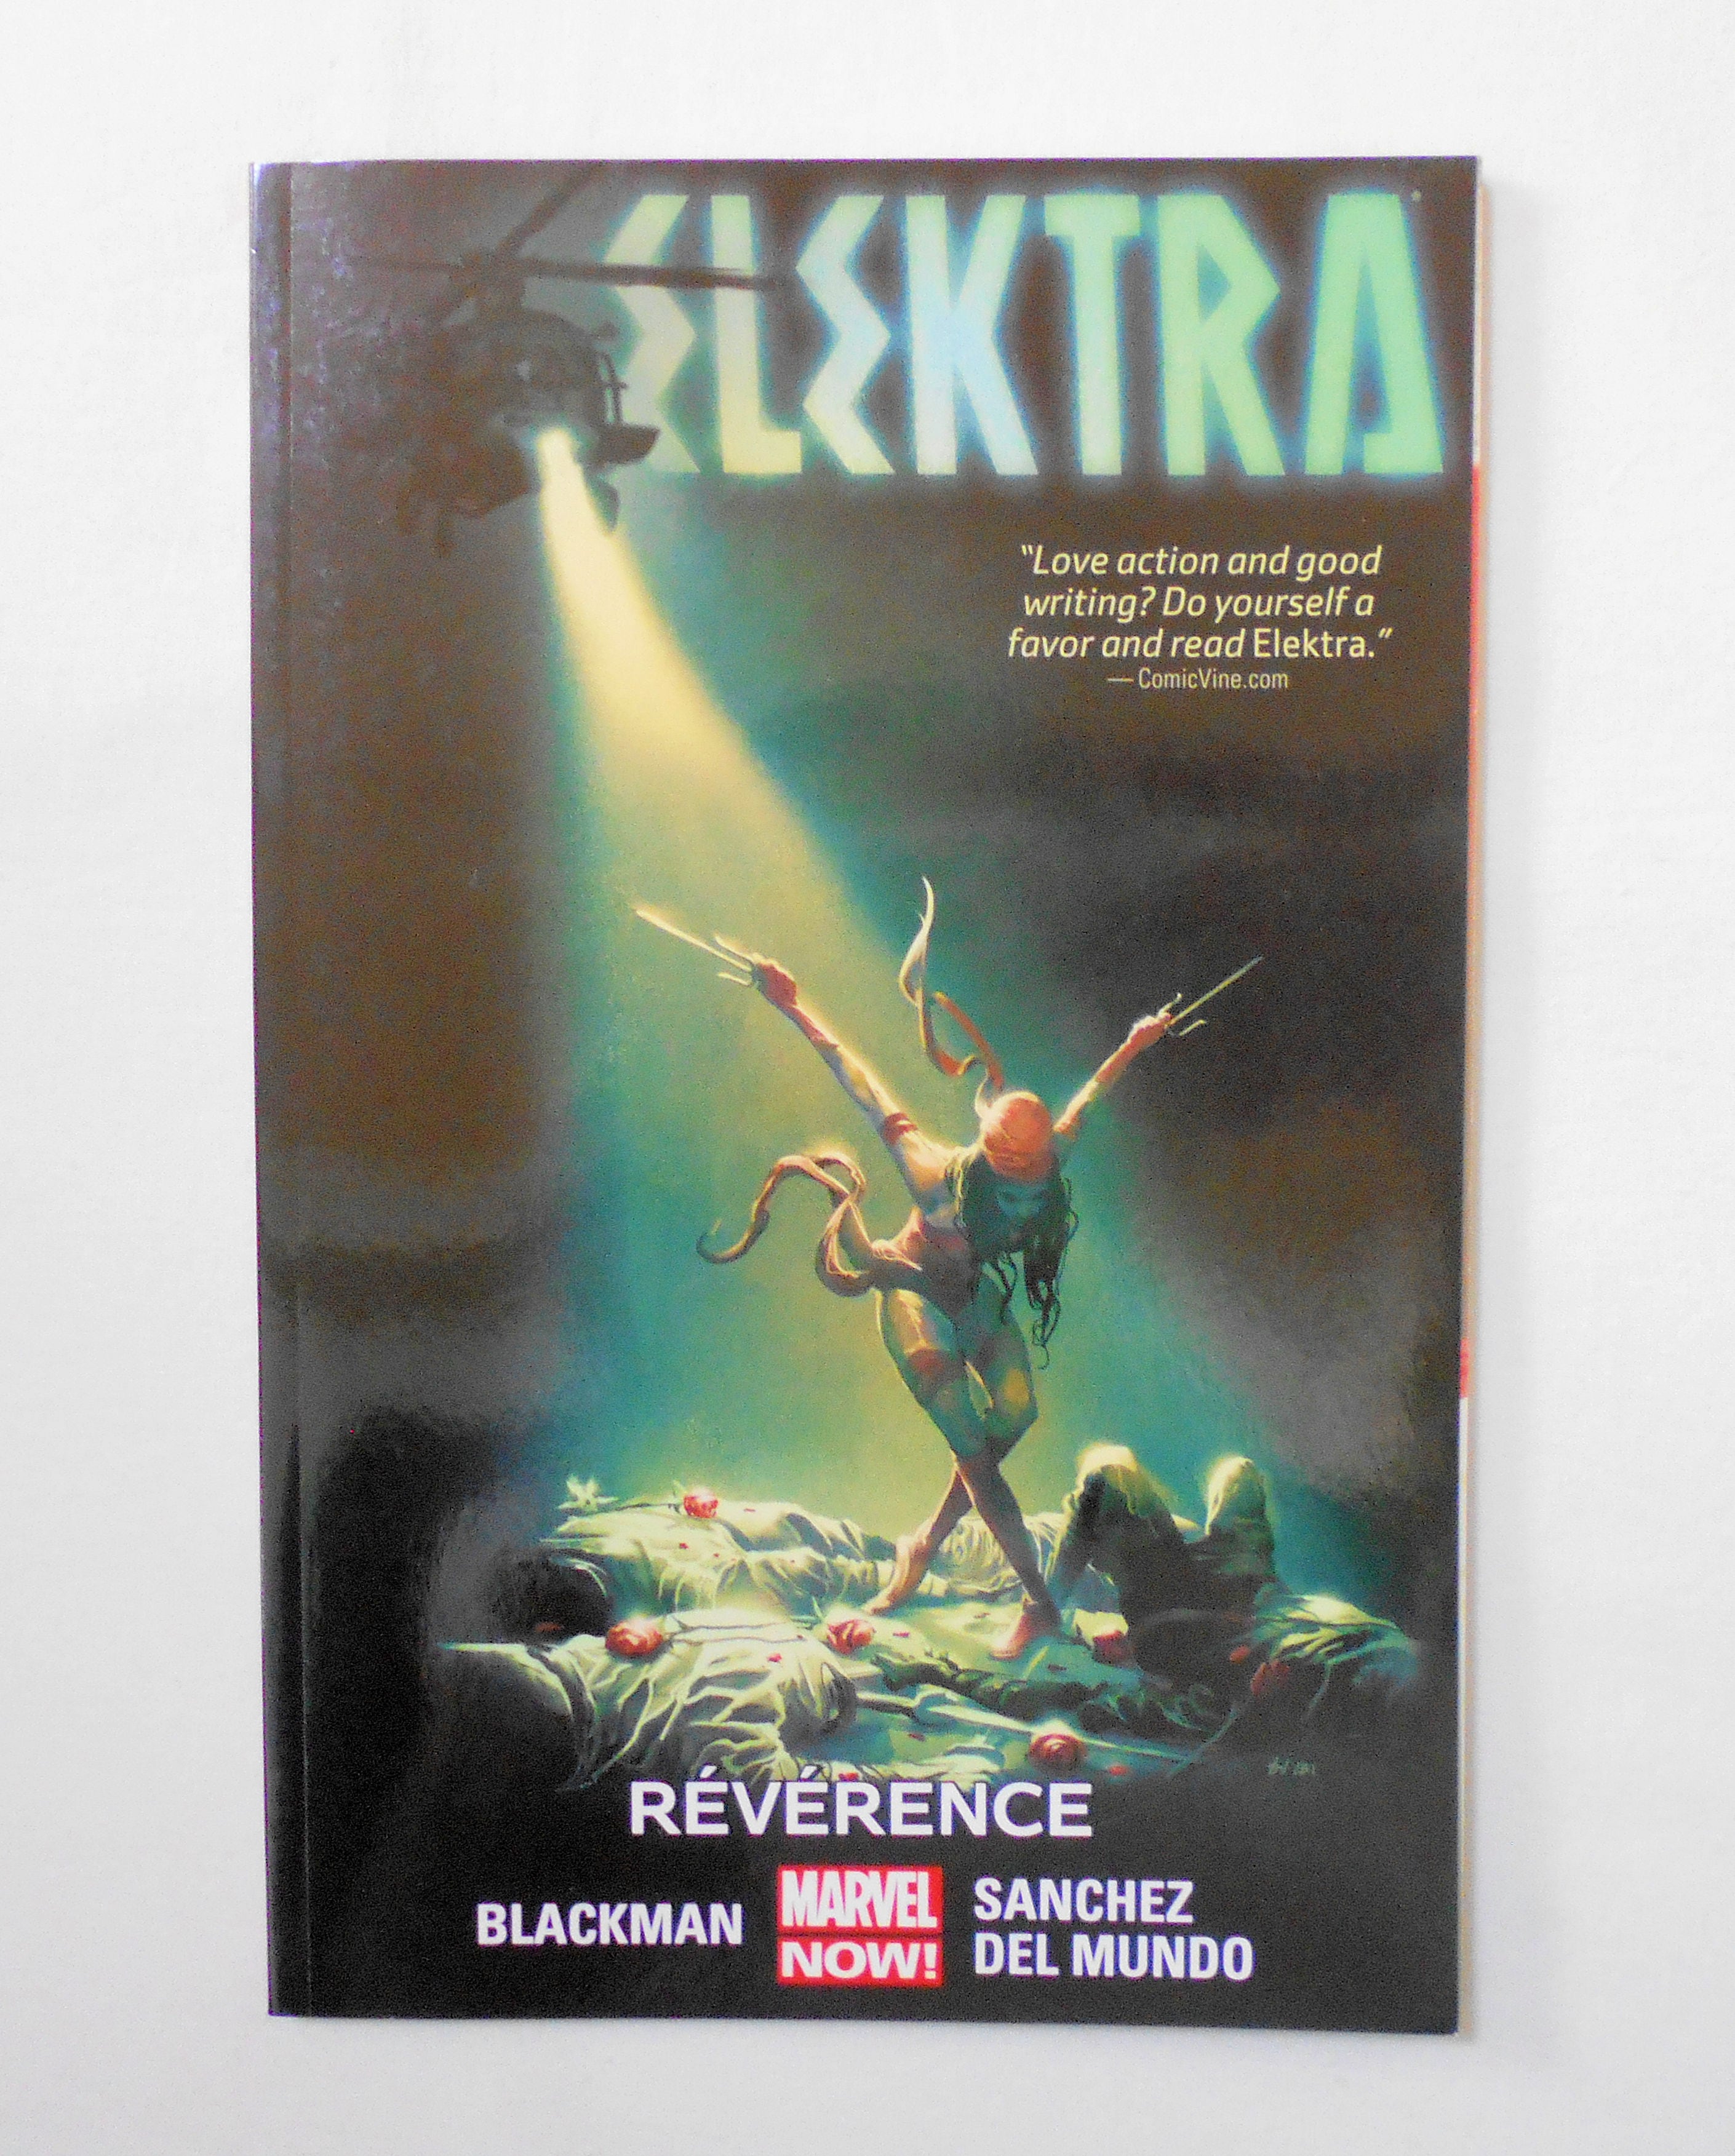 ELEKTRA
“Love action and good
writing? Do yourself a
favor and read Elektra.”
— ComicVine.com
RÉVÉRENCE
BLACKMAN
MARVEL
NOW!
SANCHEZ
DEL MUNDO